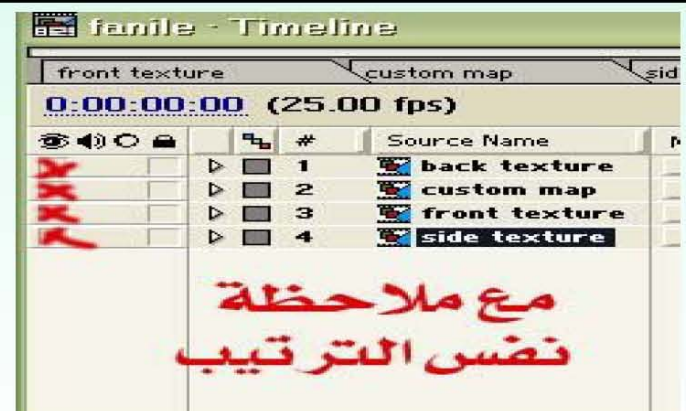 fanile - Timeline
front texture custom map sid
0:00:00:00 (25.00 fps)
# Source Name
1 back texture
2 custom map
3 front texture
4 side texture
مع ملاحظة
نفس الترتيب